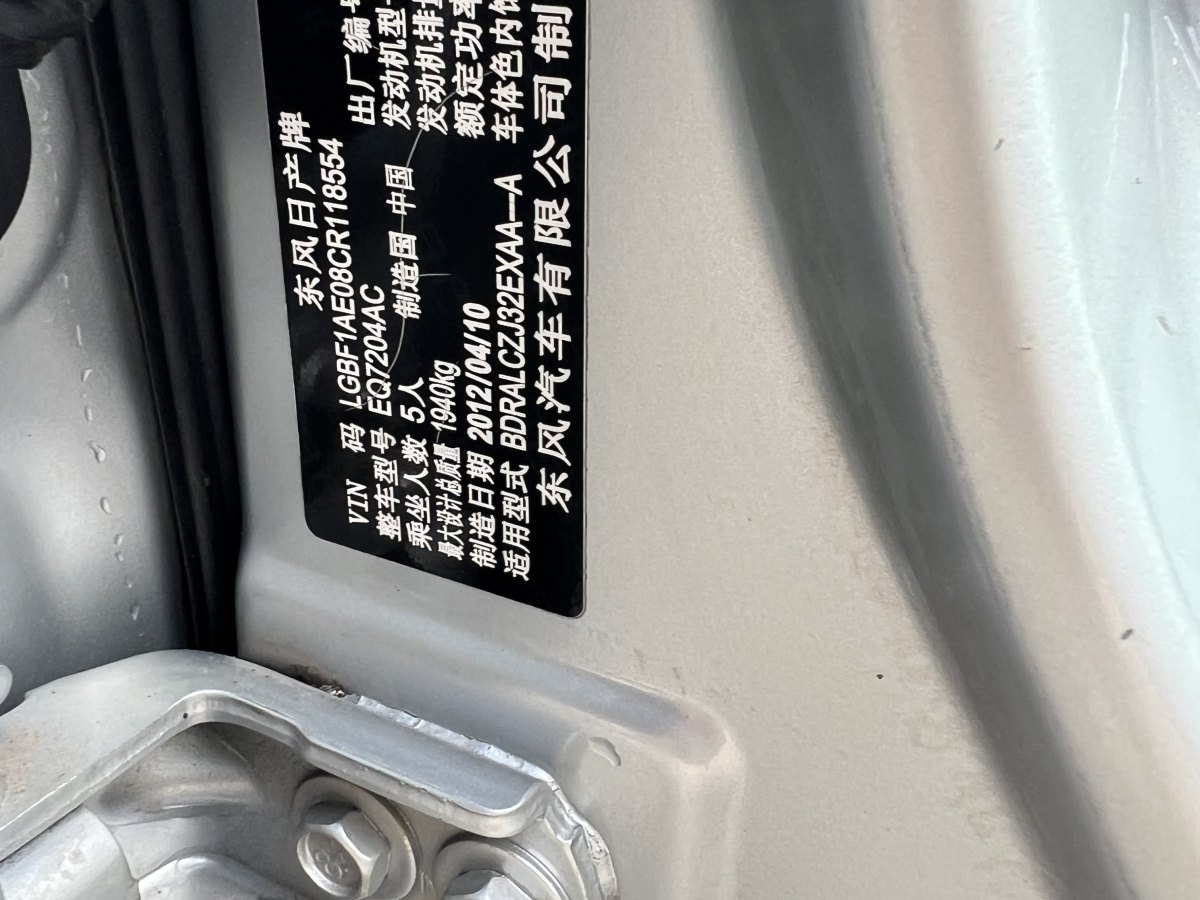 东风日产牌
VIN 码 LGBF1AE08CR118554
整车型号 EQ7204AC
乘坐人数 5人
制造国 中国
最大设计总质量 1940kg
制造日期 2012/04/10
适用型式 BDRALCZJ32EXAA—A
出厂编号
发动机型
发动机排
额定功率
车体色内饰
东风汽车有限公司制
8